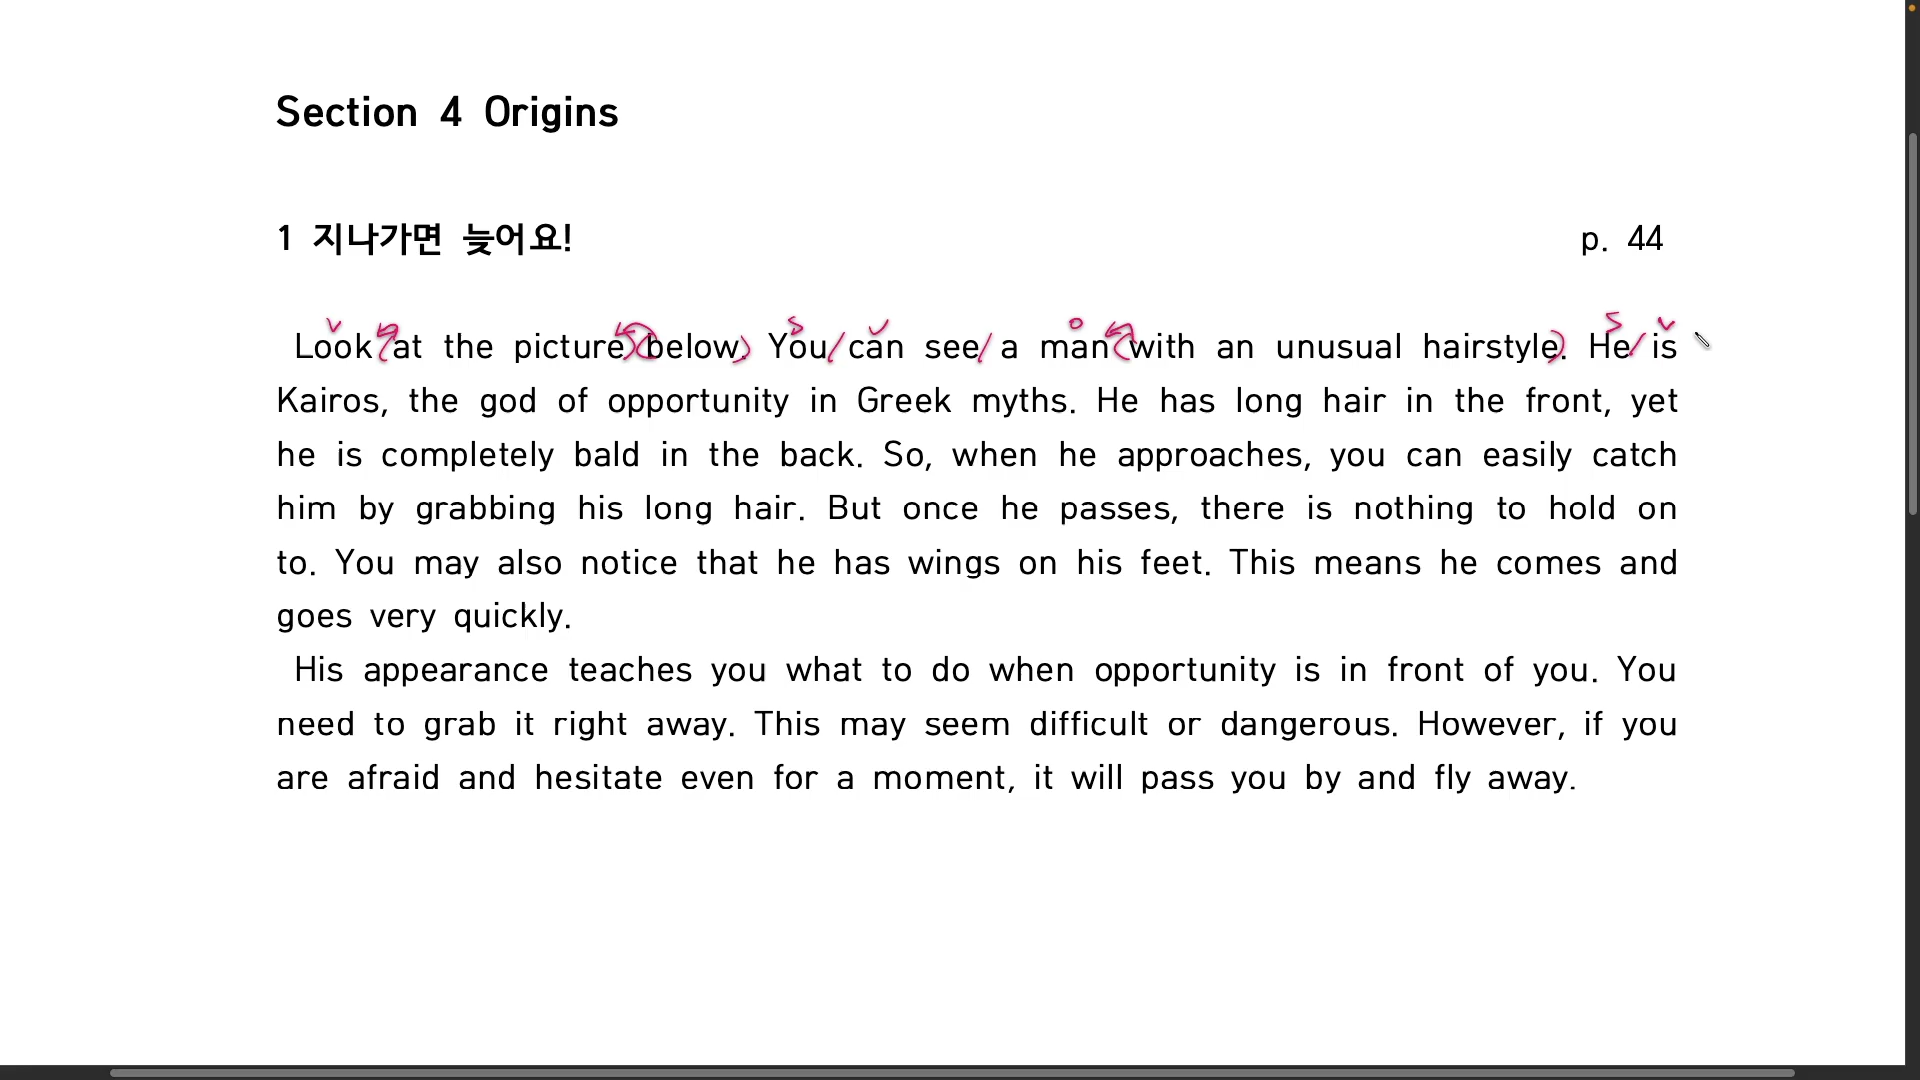 Section 4 Origins
1 지나가면 늦어요! p. 44
v s v o s v
Look at the picture below. You / can see / a man with an unusual hairstyle. He / is
Kairos, the god of opportunity in Greek myths. He has long hair in the front, yet
he is completely bald in the back. So, when he approaches, you can easily catch
him by grabbing his long hair. But once he passes, there is nothing to hold on
to. You may also notice that he has wings on his feet. This means he comes and
goes very quickly.
His appearance teaches you what to do when opportunity is in front of you. You
need to grab it right away. This may seem difficult or dangerous. However, if you
are afraid and hesitate even for a moment, it will pass you by and fly away.